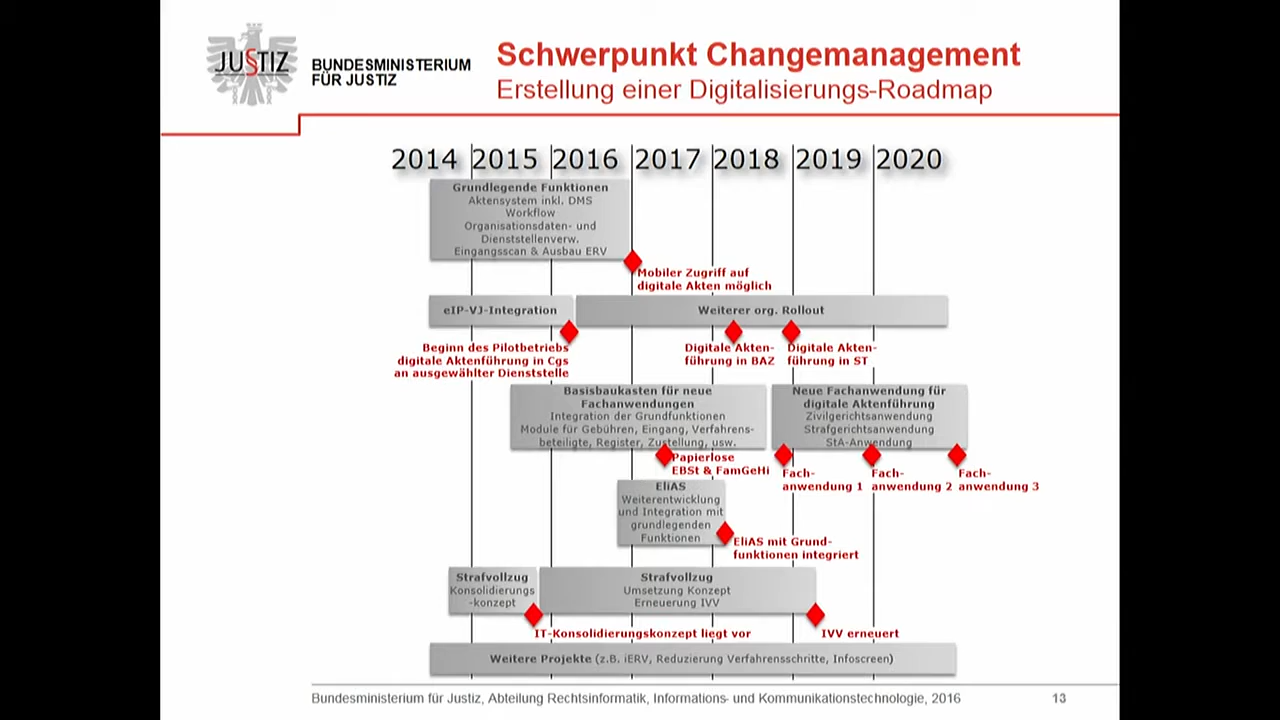 JUSTIZ
BUNDESMINISTERIUM
FÜR JUSTIZ
Schwerpunkt Changemanagement
Erstellung einer Digitalisierungs-Roadmap
2014 2015 2016 2017 2018 2019 2020
Grundlegende Funktionen
Aktensystem inkl. DMS
Workflow
Organisationsdaten- und
Dienststellenverw.
Eingangsscan & Ausbau ERV
Mobiler Zugriff auf
digitale Akten möglich
eIP-VJ-Integration
Weiterer org. Rollout
Beginn des Pilotbetriebs
digitale Aktenführung in Cgs
an ausgewählter Dienststelle
Digitale Akten-
führung in BAZ
Digitale Akten-
führung in ST
Basisbaukasten für neue
Fachanwendungen
Integration der Grundfunktionen
Module für Gebühren, Eingang, Verfahrens-
beteiligte, Register, Zustellung, usw.
Neue Fachanwendung für
digitale Aktenführung
Zivilgerichtsanwendung
Strafgerichtsanwendung
StA-Anwendung
Papierlose
EBSt & FamGeHi
Fach-
anwendung 1
Fach-
anwendung 2
Fach-
anwendung 3
EliAS
Weiterentwicklung
und Integration mit
grundlegenden
Funktionen
EliAS mit Grund-
funktionen integriert
Strafvollzug
Konsolidierungs
-konzept
Strafvollzug
Umsetzung Konzept
Erneuerung IVV
IT-Konsolidierungskonzept liegt vor
IVV erneuert
Weitere Projekte (z.B. iERV, Reduzierung Verfahrensschritte, Infoscreen)
Bundesministerium für Justiz, Abteilung Rechtsinformatik, Informations- und Kommunikationstechnologie, 2016
13